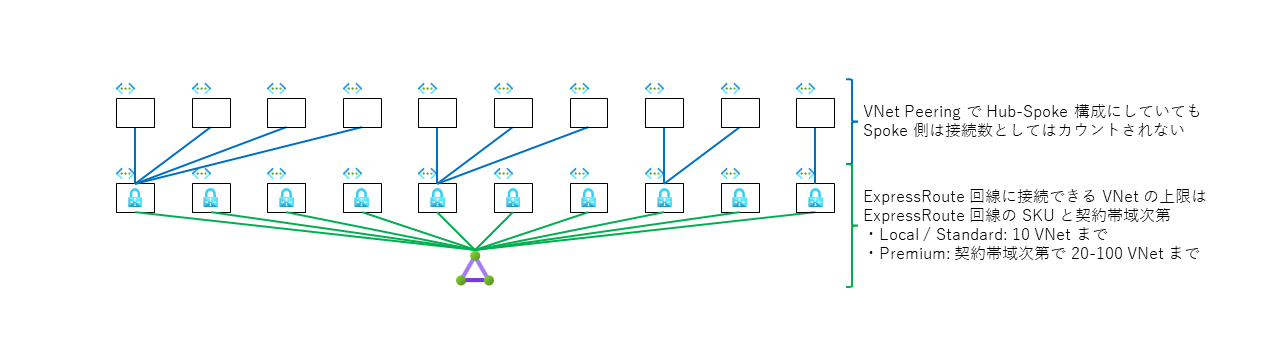 VNet Peering で Hub-Spoke 構成にしていても
Spoke 側は接続数としてはカウントされない
ExpressRoute 回線に接続できる VNet の上限は
ExpressRoute 回線の SKU と契約帯域次第
・Local / Standard: 10 VNet まで
・Premium: 契約帯域次第で 20-100 VNet まで